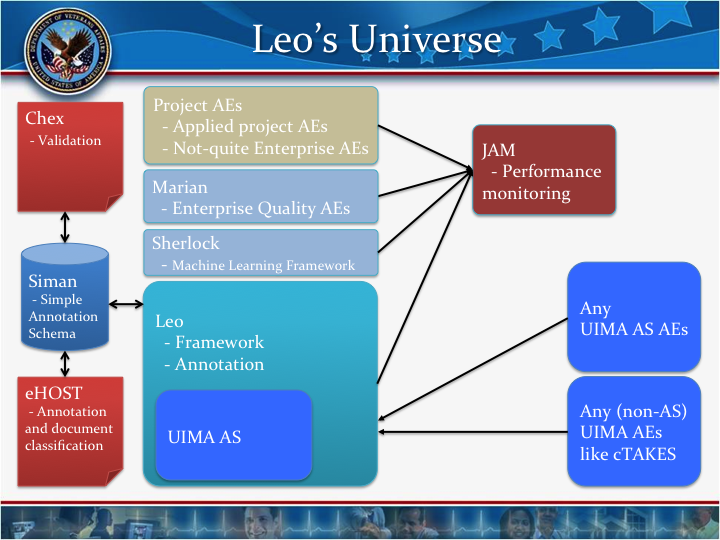 Leo's Universe
DEPARTMENT OF VETERANS AFFAIRS
UNITED STATES OF AMERICA
Chex
- Validation
Siman
- Simple
Annotation
Schema
eHOST
- Annotation
and document
classification
Project AEs
- Applied project AEs
- Not-quite Enterprise AEs
Marian
- Enterprise Quality AEs
Sherlock
- Machine Learning Framework
Leo
- Framework
- Annotation
UIMA AS
JAM
- Performance
monitoring
Any
UIMA AS AEs
Any (non-AS)
UIMA AEs
like cTAKES